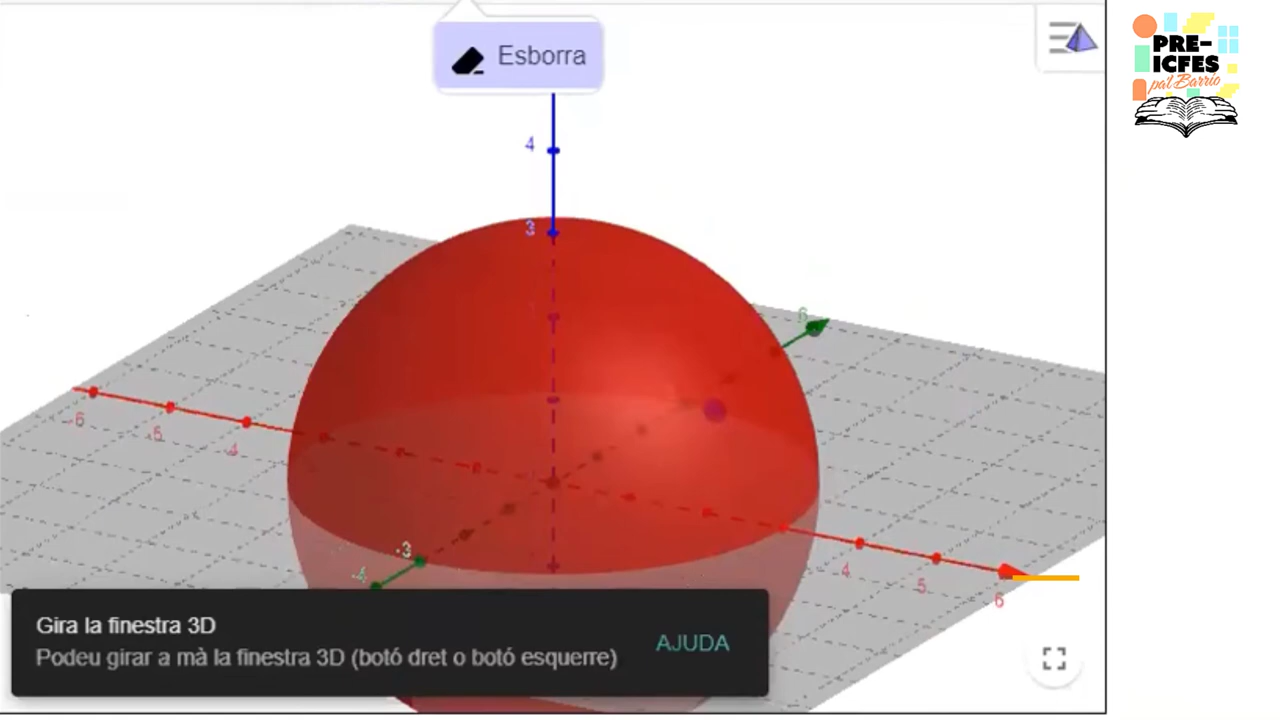 Esborra
PRE-
ICFES
pa'l Barrio
4
3
6
-6
-5
-4
-3
-4
4
5
6
Gira la finestra 3D
Podeu girar a mà la finestra 3D (botó dret o botó esquerre)
AJUDA